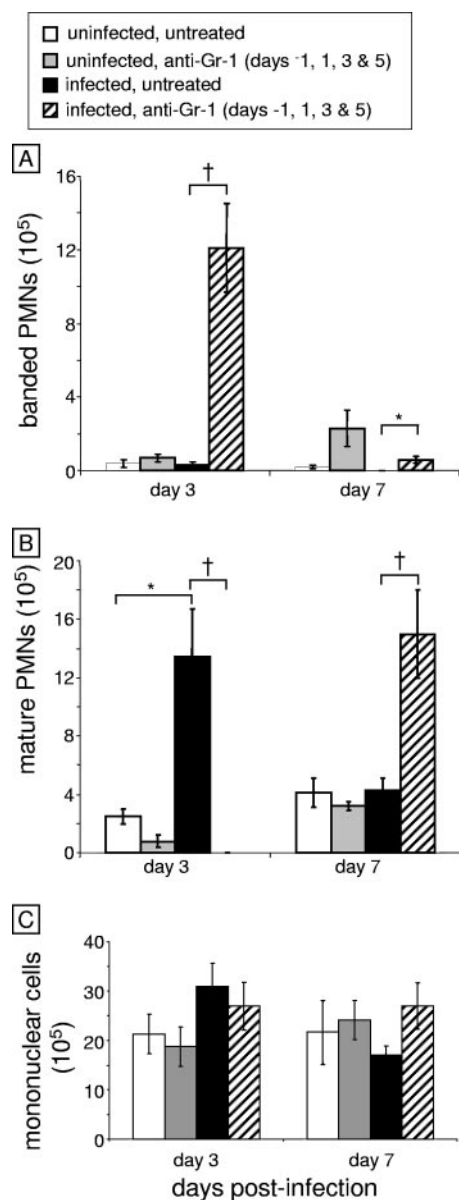 uninfected, untreated
uninfected, anti-Gr-1 (days -1, 1, 3 & 5)
infected, untreated
infected, anti-Gr-1 (days -1, 1, 3 & 5)
A
banded PMNs (10⁵)
16
12
8
4
0
†
*
day 3 day 7
B
mature PMNs (10⁵)
20
16
12
8
4
0
* † †
day 3 day 7
C
mononuclear cells
(10⁵)
40
30
20
10
0
day 3 day 7
days post-infection